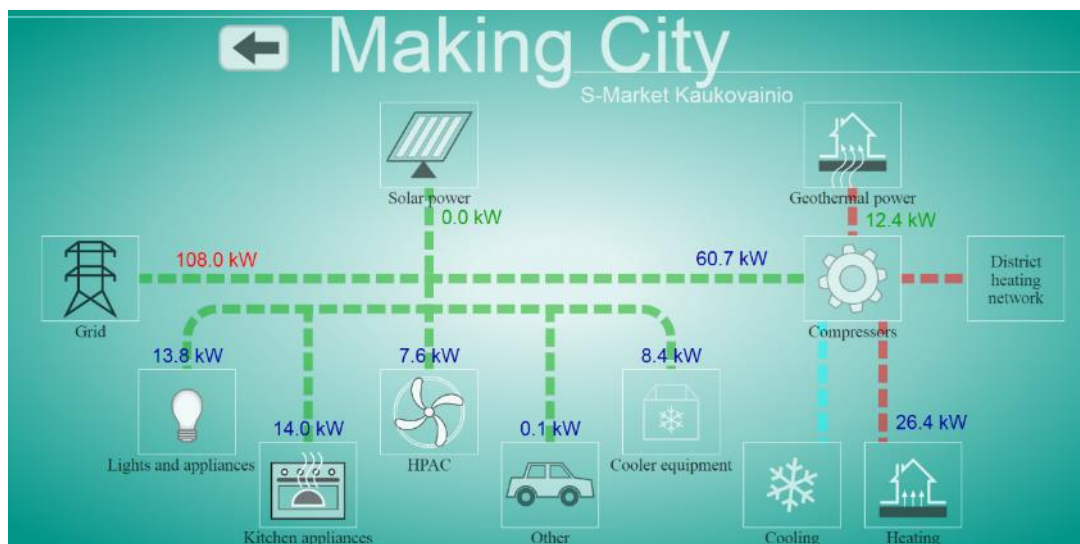 Making City
S-Market Kaukovainio
Solar power
0.0 kW
Geothermal power
12.4 kW
108.0 kW
60.7 kW
Grid
Compressors
District
heating
network
13.8 kW
7.6 kW
8.4 kW
Lights and appliances
14.0 kW
HPAC
0.1 kW
Cooler equipment
26.4 kW
Kitchen appliances
Other
Cooling
Heating